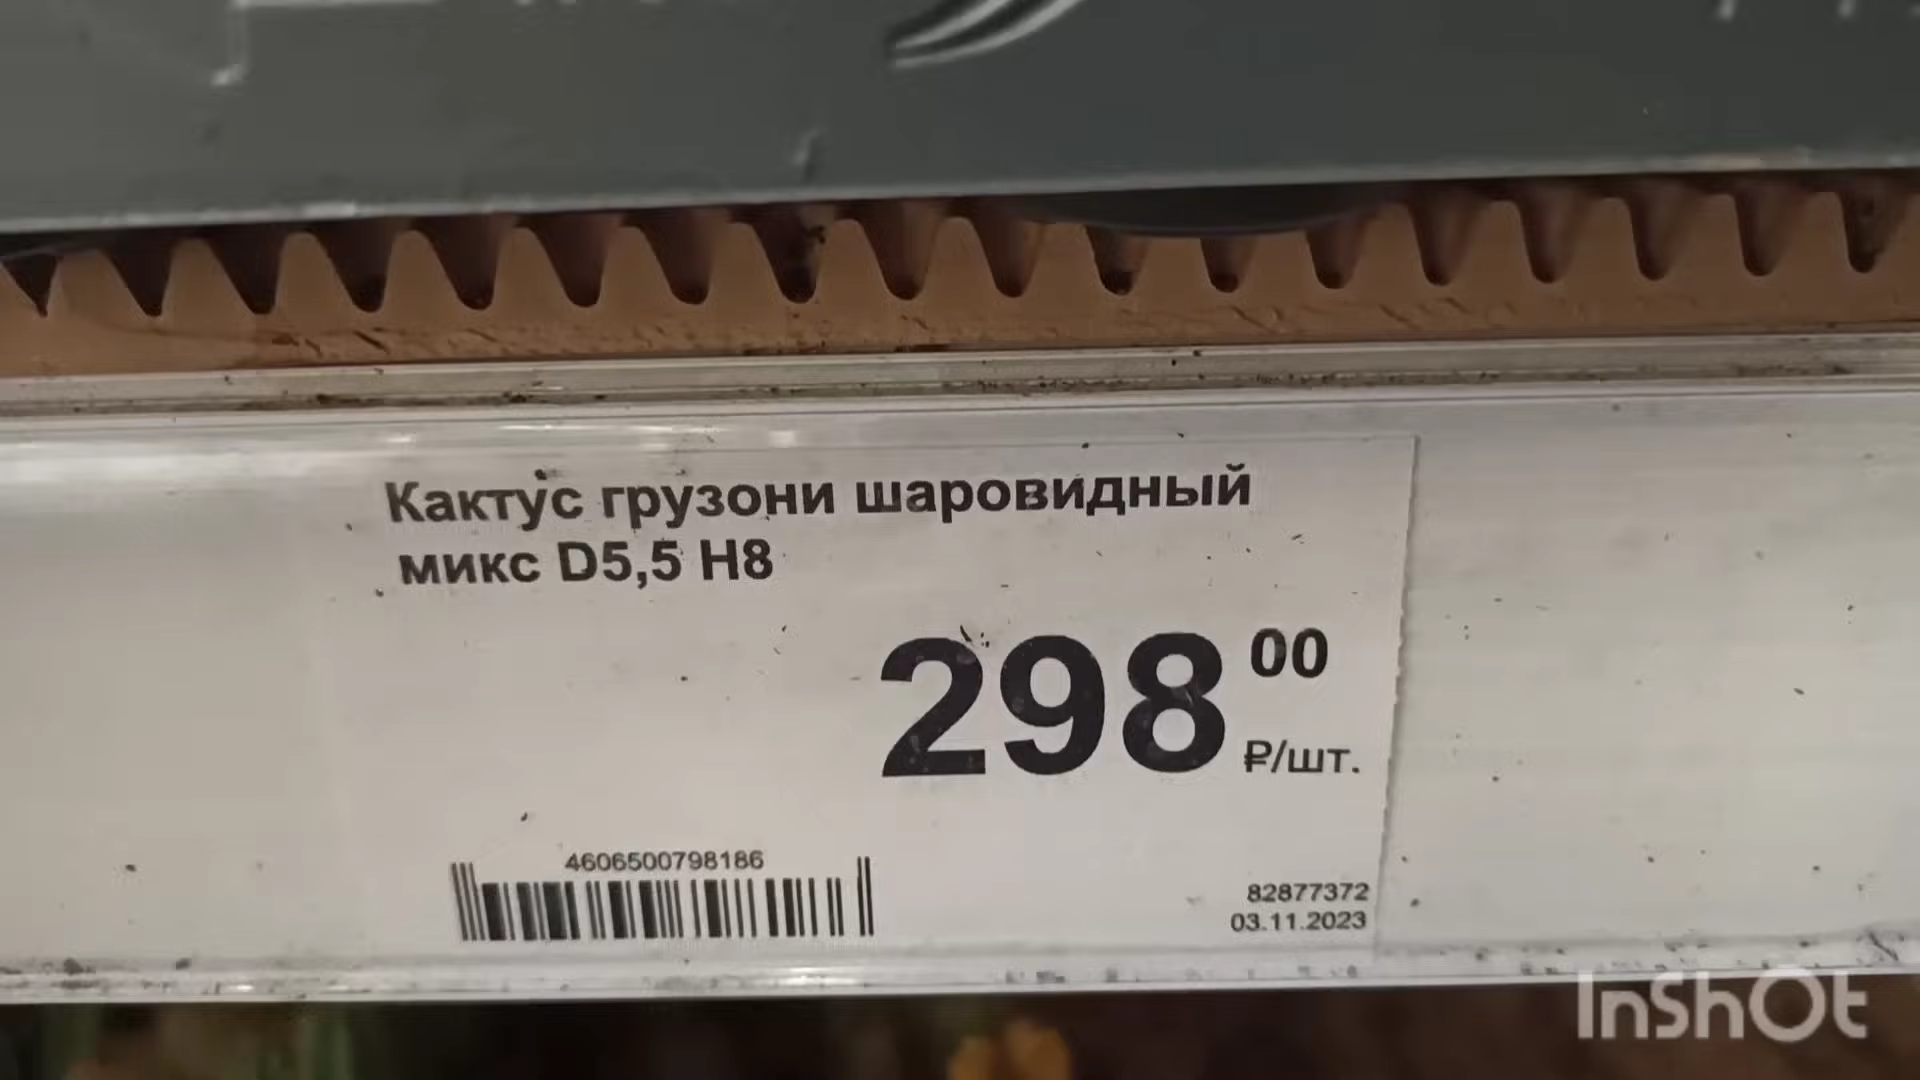 Кактус грузони шаровидный
микс D5,5 H8
298 00
₽/шт.
4606500798186
82877372
03.11.2023
InShOt